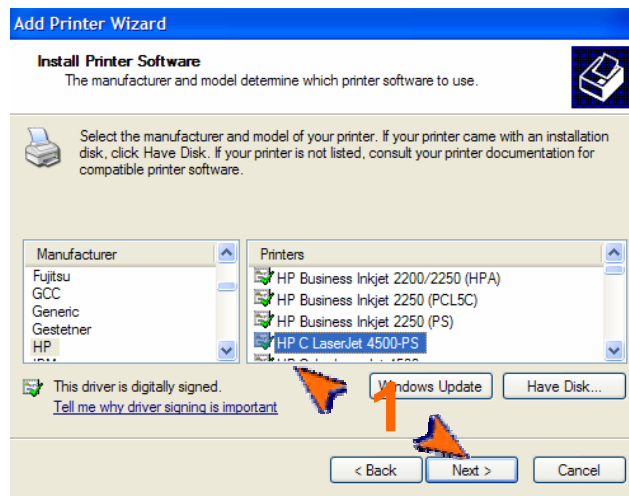 Add Printer Wizard
Install Printer Software
The manufacturer and model determine which printer software to use.
Select the manufacturer and model of your printer. If your printer came with an installation
disk, click Have Disk. If your printer is not listed, consult your printer documentation for
compatible printer software.
Manufacturer
Fujitsu
GCC
Generic
Gestetner
HP
Printers
HP Business Inkjet 2200/2250 (HPA)
HP Business Inkjet 2250 (PCL5C)
HP Business Inkjet 2250 (PS)
HP C LaserJet 4500-PS
This driver is digitally signed.
Tell me why driver signing is important
Windows Update
Have Disk...
1
< Back
Next >
Cancel